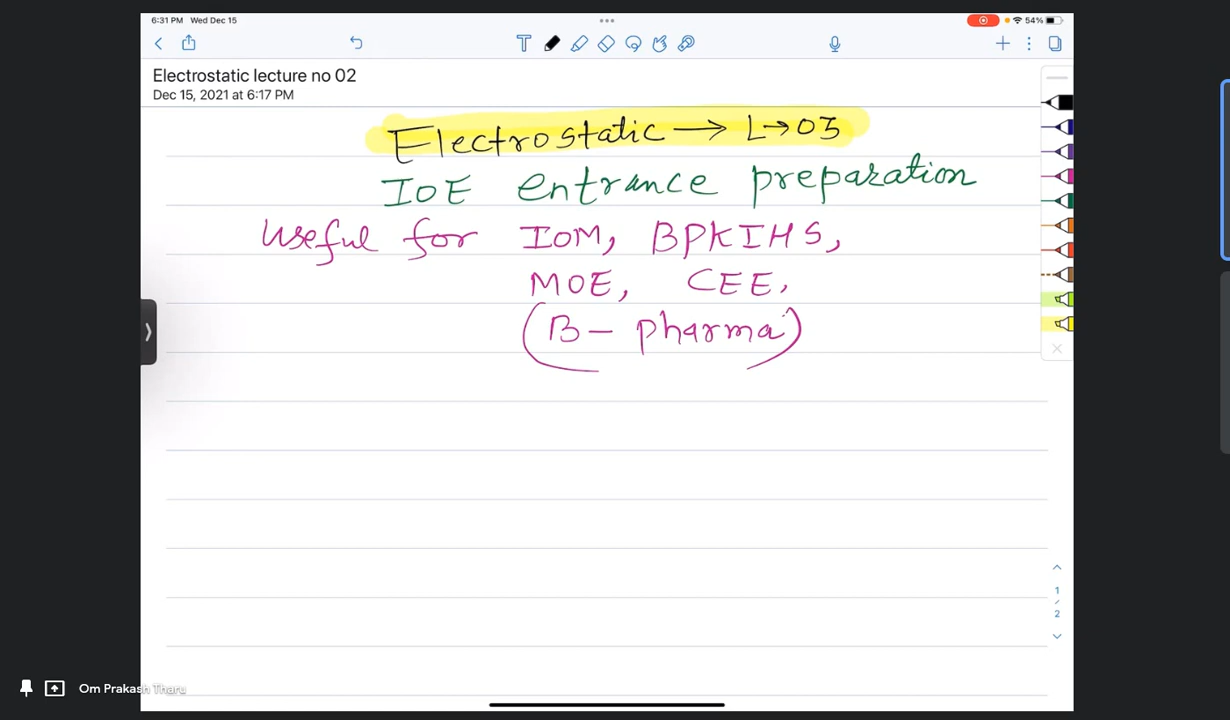 6:31 PM Wed Dec 15
54%
Electrostatic lecture no 02
Dec 15, 2021 at 6:17 PM
Electrostatic → L→03
IOE entrance preparation
Useful for IOM, BPKIHS,
MOE, CEE,
(B- pharma)
1
/
2
Om Prakash Tharu